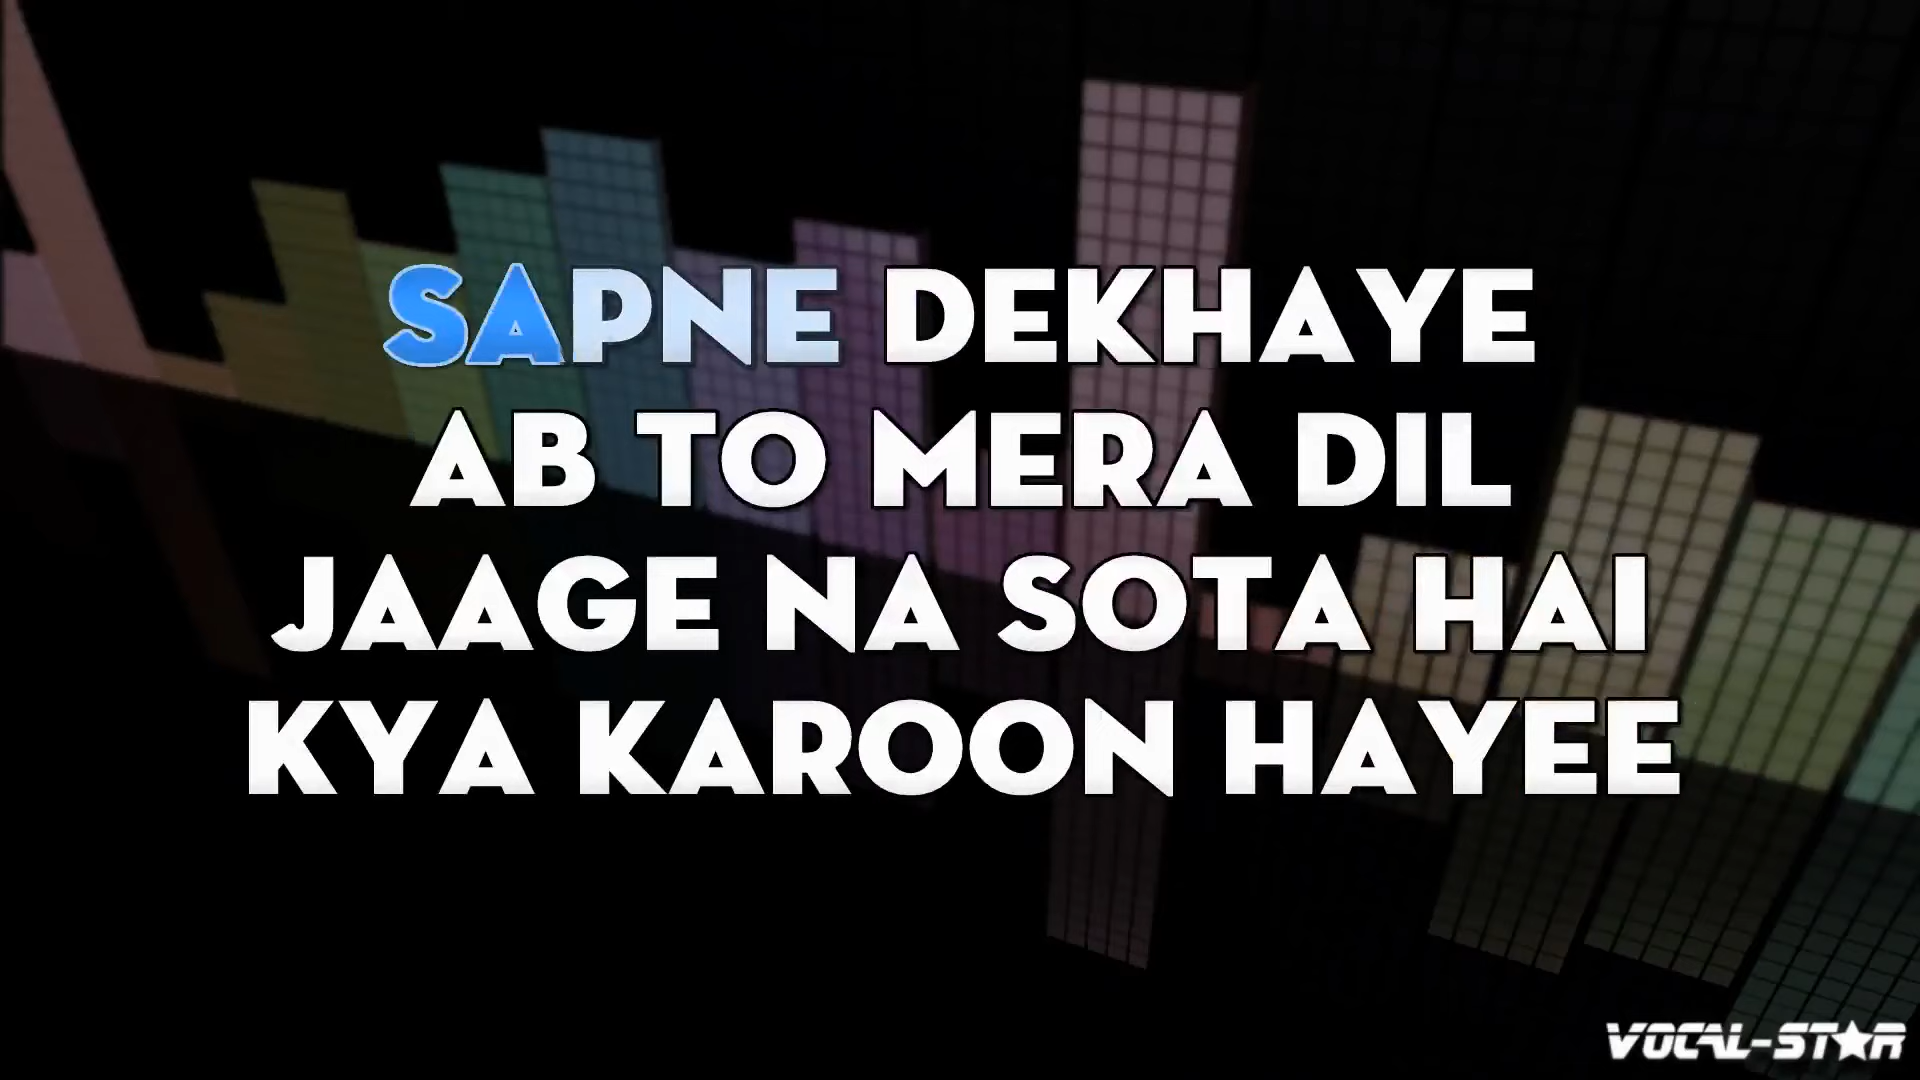 SAPNE DEKHAYE
AB TO MERA DIL
JAAGE NA SOTA HAI
KYA KAROON HAYEE
VOCAL-STAR